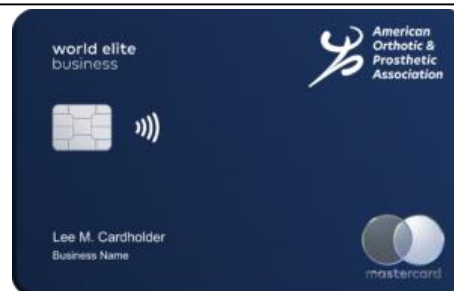 world elite
business
American
Orthotic &
Prosthetic
Association
Lee M. Cardholder
Business Name
mastercard